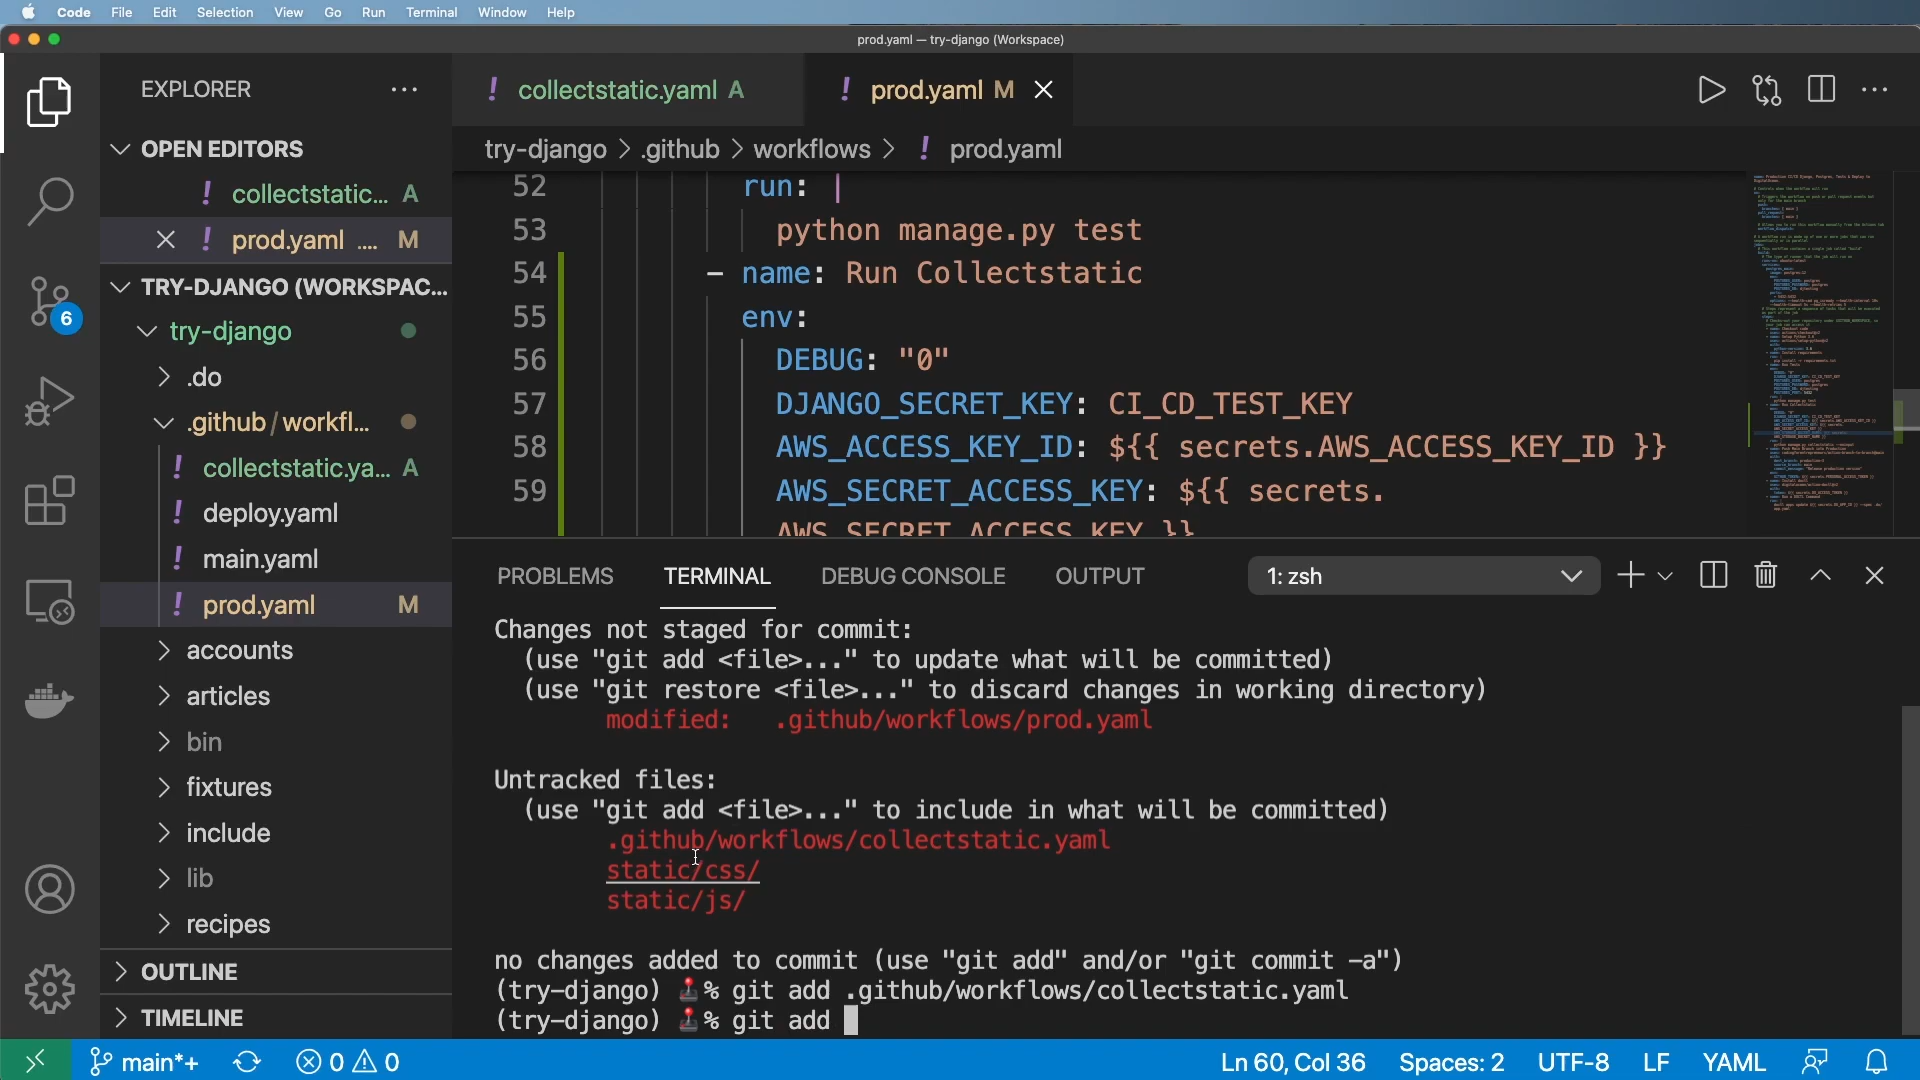 Code File Edit Selection View Go Run Terminal Window Help
prod.yaml — try-django (Workspace)
EXPLORER
OPEN EDITORS
! collectstatic... A
! prod.yaml .... M
TRY-DJANGO (WORKSPAC...
try-django
.do
.github/workfl...
! collectstatic.ya... A
! deploy.yaml
! main.yaml
! prod.yaml M
accounts
articles
bin
fixtures
include
lib
recipes
OUTLINE
TIMELINE
6
! collectstatic.yaml A
! prod.yaml M
try-django > .github > workflows > ! prod.yaml
52 run: |
53 python manage.py test
54 - name: Run Collectstatic
55 env:
56 DEBUG: "0"
57 DJANGO_SECRET_KEY: CI_CD_TEST_KEY
58 AWS_ACCESS_KEY_ID: ${{ secrets.AWS_ACCESS_KEY_ID }}
59 AWS_SECRET_ACCESS_KEY: ${{ secrets.
AWS_SECRET_ACCESS_KEY }}
PROBLEMS TERMINAL DEBUG CONSOLE OUTPUT 1: zsh
Changes not staged for commit:
(use "git add <file>..." to update what will be committed)
(use "git restore <file>..." to discard changes in working directory)
modified: .github/workflows/prod.yaml
Untracked files:
(use "git add <file>..." to include in what will be committed)
.github/workflows/collectstatic.yaml
static/css/
static/js/
no changes added to commit (use "git add" and/or "git commit -a")
(try-django) 🕹% git add .github/workflows/collectstatic.yaml
(try-django) 🕹% git add
main*+ 0 0 Ln 60, Col 36 Spaces: 2 UTF-8 LF YAML